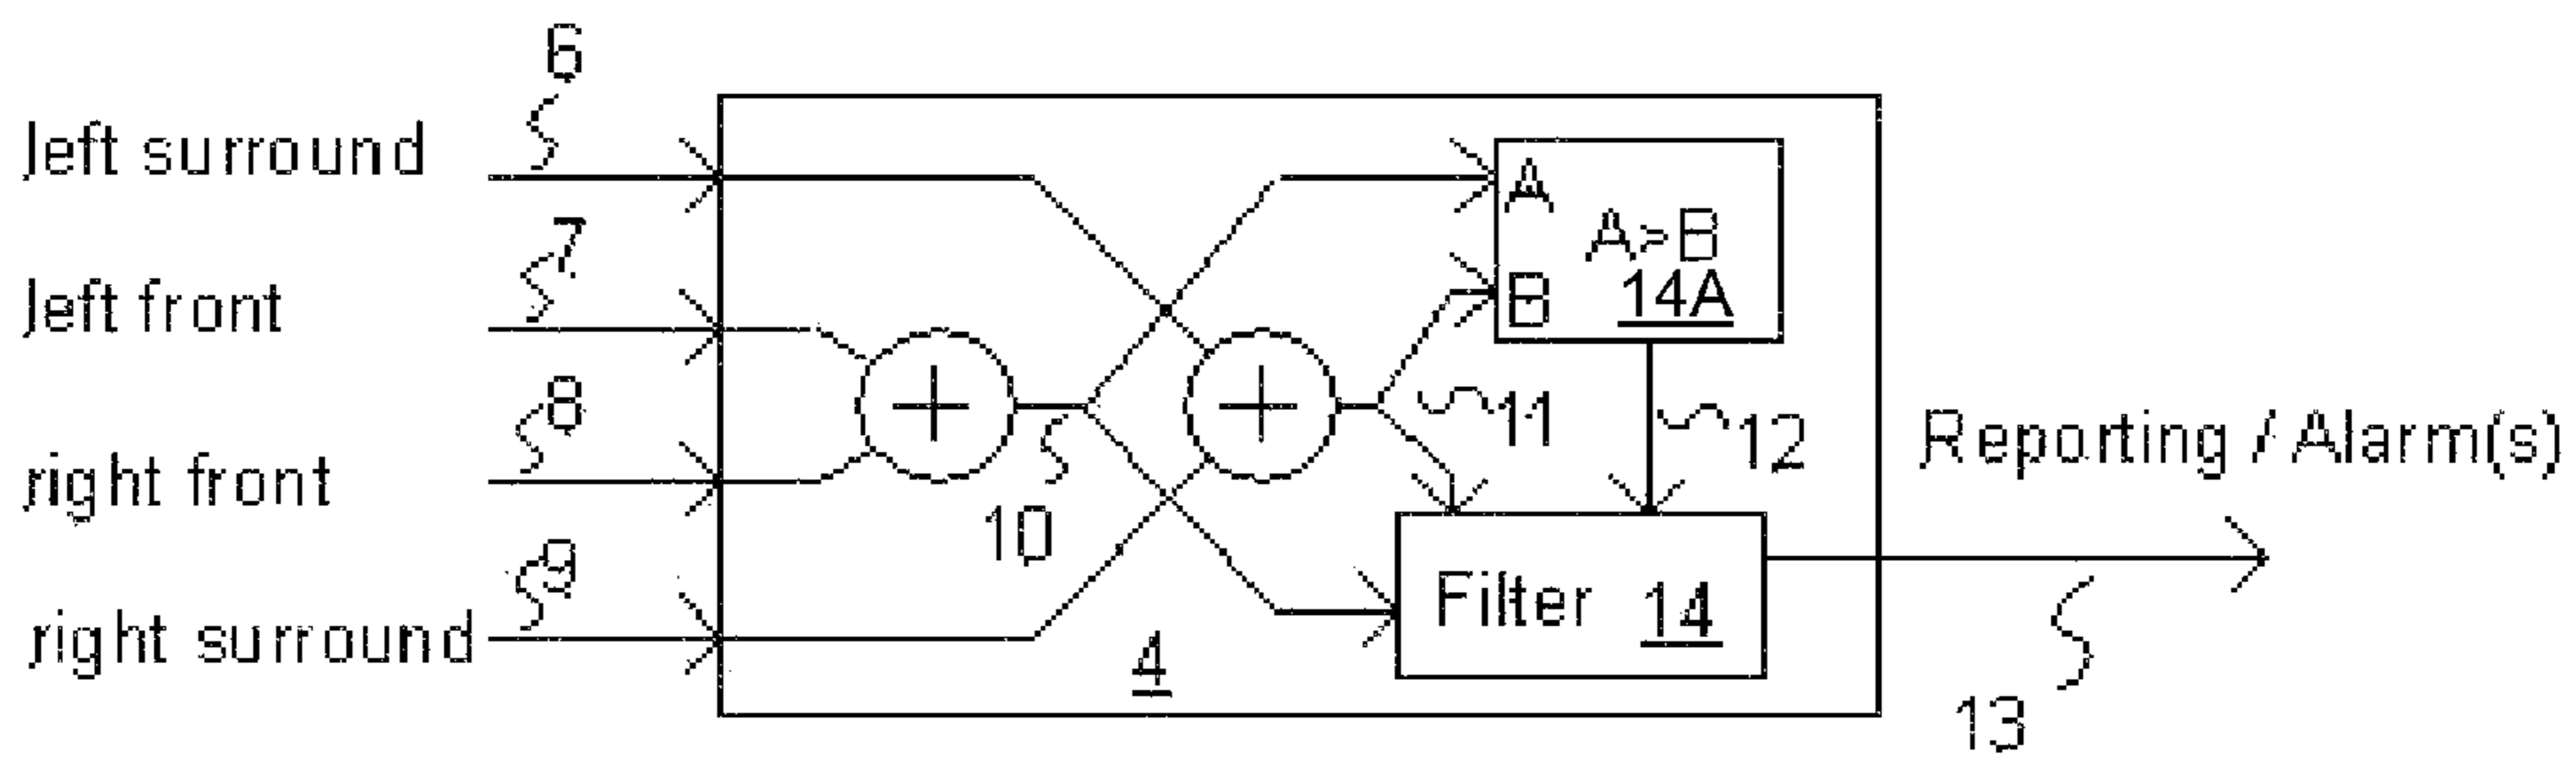 6
left surround
7
left front
8
right front
9
right surround
10
A
A>B
14A
B
11
12
Filter 14
4
Reporting / Alarm(s)
13